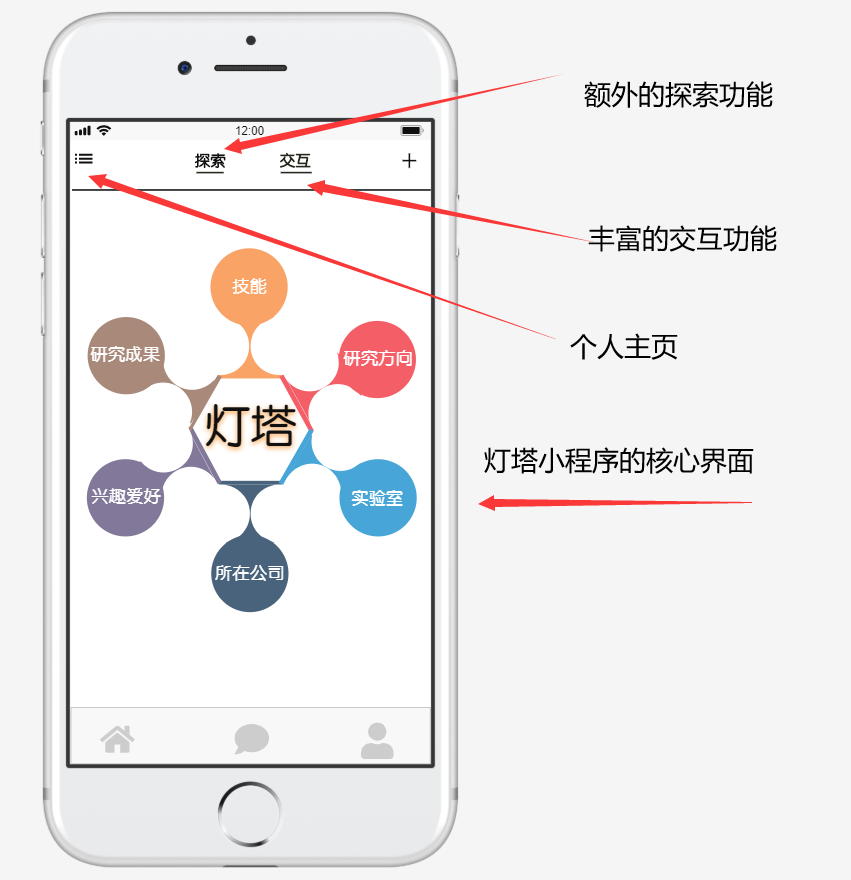 额外的探索功能
12:00
探索
交互
丰富的交互功能
技能
研究成果
研究方向
个人主页
灯塔
灯塔小程序的核心界面
兴趣爱好
实验室
所在公司